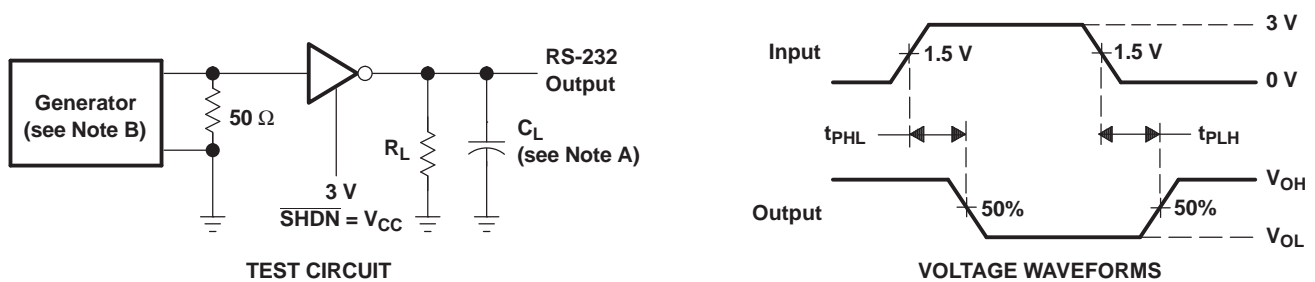 Generator
(see Note B)
50 Ω
3 V
SHDN = VCC
RL
CL
(see Note A)
RS-232
Output
TEST CIRCUIT
Input
1.5 V
1.5 V
3 V
0 V
tPHL
tPLH
Output
50%
50%
VOH
VOL
VOLTAGE WAVEFORMS